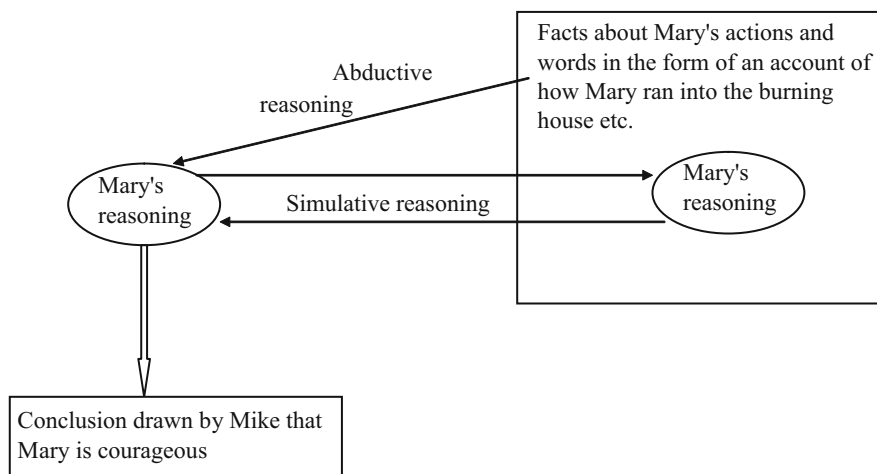 Facts about Mary's actions and
words in the form of an account of
how Mary ran into the burning
house etc.
Abductive
reasoning
Mary's
reasoning
Simulative reasoning
Mary's
reasoning
Conclusion drawn by Mike that
Mary is courageous